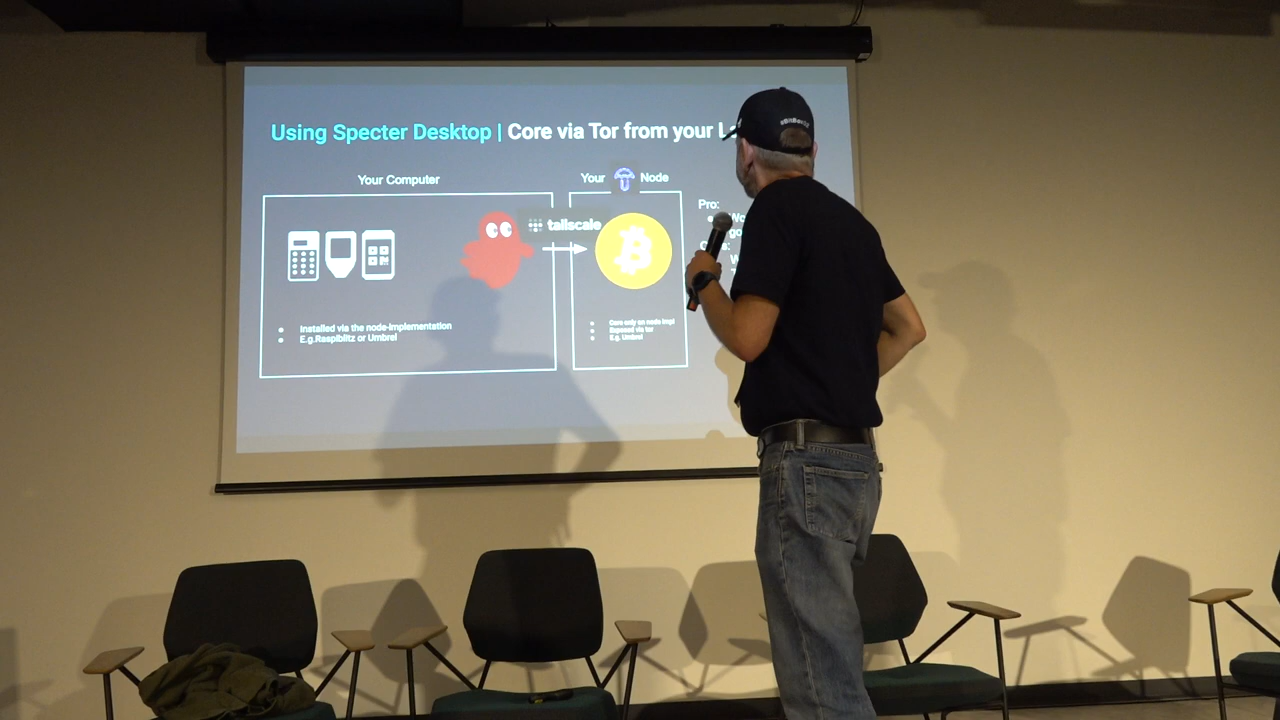 Using Specter Desktop | Core via Tor from your
Your Computer
Your Node
Pro:
tailscale
Installed via the node-implementation
E.g.Raspiblitz or Umbrel
Core only on node impl
Exposed via tor
E.g. Umbrel